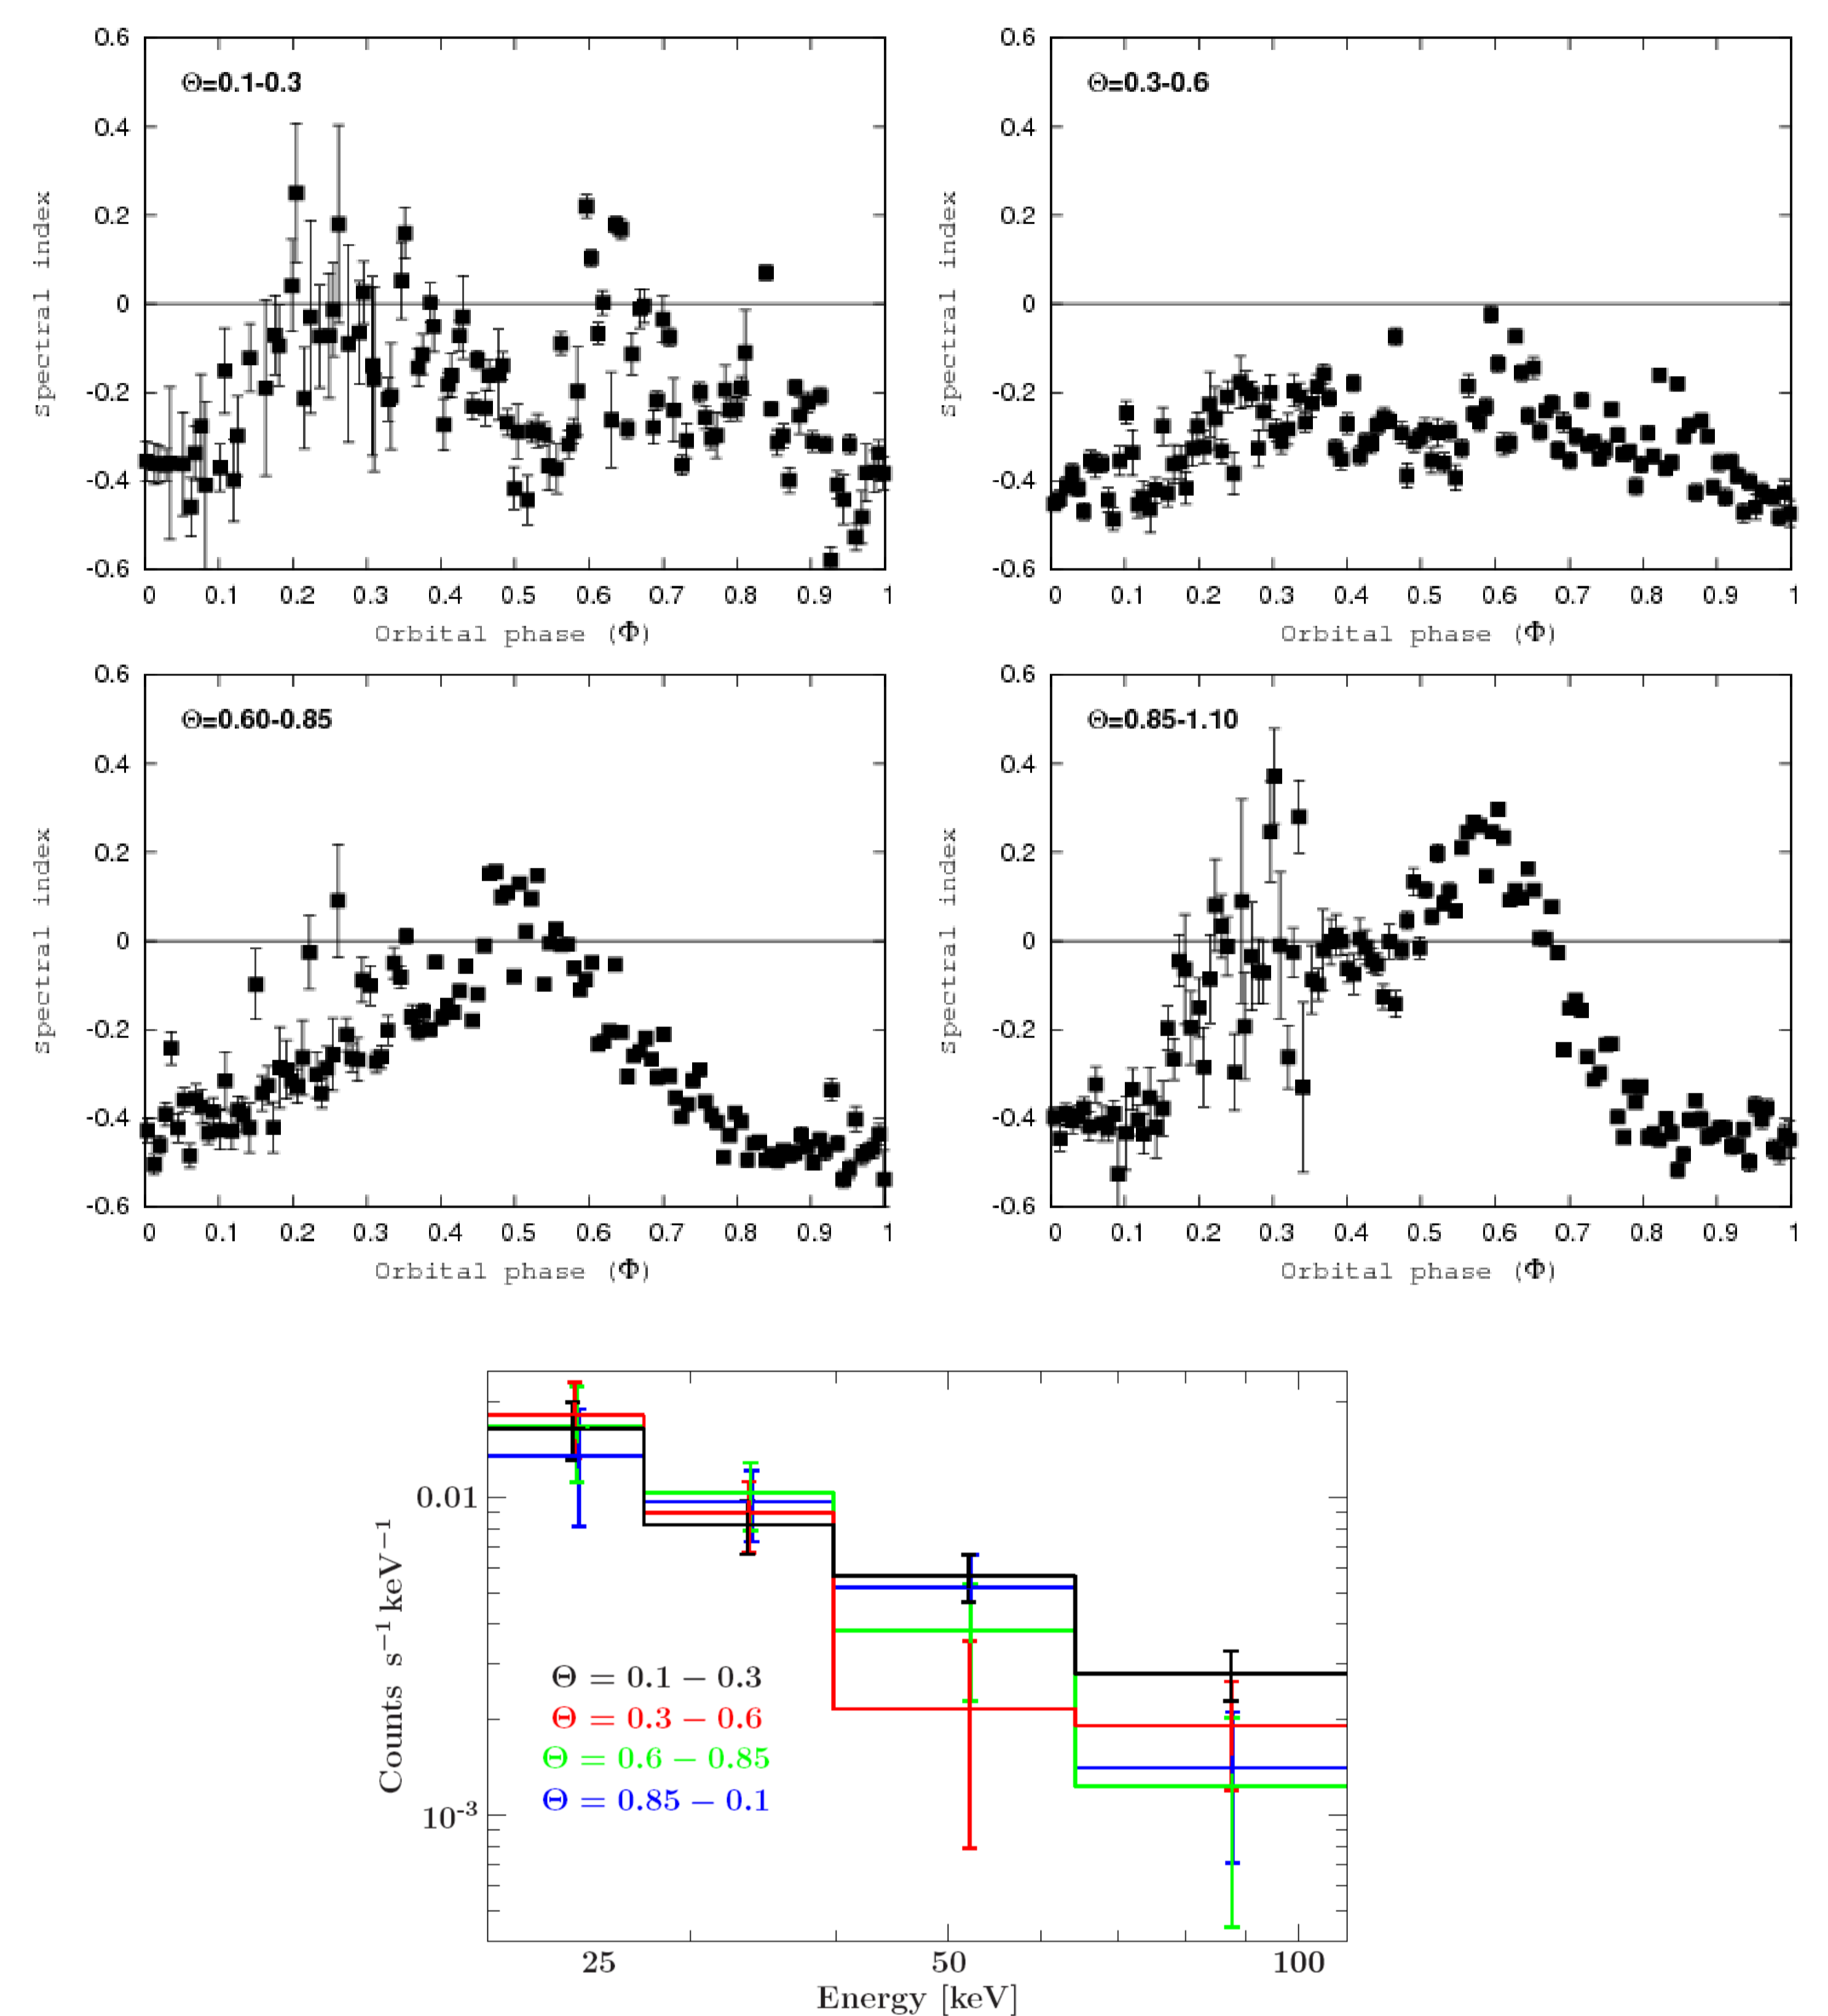 Θ=0.1-0.3
0.6
0.4
0.2
0
-0.2
-0.4
-0.6
Spectral index
0 0.1 0.2 0.3 0.4 0.5 0.6 0.7 0.8 0.9 1
Orbital phase (Φ)
Θ=0.3-0.6
0.6
0.4
0.2
0
-0.2
-0.4
-0.6
Spectral index
0 0.1 0.2 0.3 0.4 0.5 0.6 0.7 0.8 0.9 1
Orbital phase (Φ)
Θ=0.60-0.85
0.6
0.4
0.2
0
-0.2
-0.4
-0.6
Spectral index
0 0.1 0.2 0.3 0.4 0.5 0.6 0.7 0.8 0.9 1
Orbital phase (Φ)
Θ=0.85-1.10
0.6
0.4
0.2
0
-0.2
-0.4
-0.6
Spectral index
0 0.1 0.2 0.3 0.4 0.5 0.6 0.7 0.8 0.9 1
Orbital phase (Φ)
0.01
10⁻³
Counts s⁻¹ keV⁻¹
Θ = 0.1 − 0.3
Θ = 0.3 − 0.6
Θ = 0.6 − 0.85
Θ = 0.85 − 0.1
25 50 100
Energy [keV]